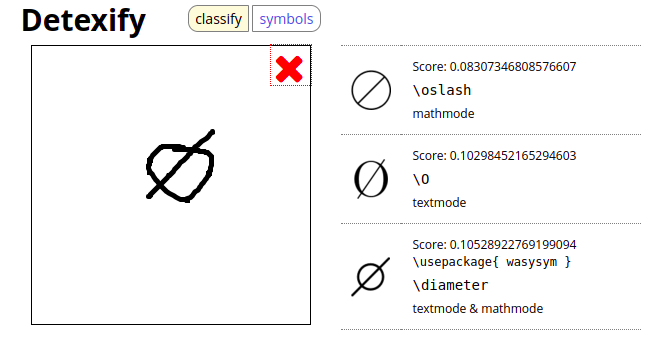 Detexify
classify symbols
Score: 0.08307346808576607
\oslash
mathmode
Score: 0.10298452165294603
\O
textmode
Score: 0.10528922769199094
\usepackage{ wasysym }
\diameter
textmode & mathmode